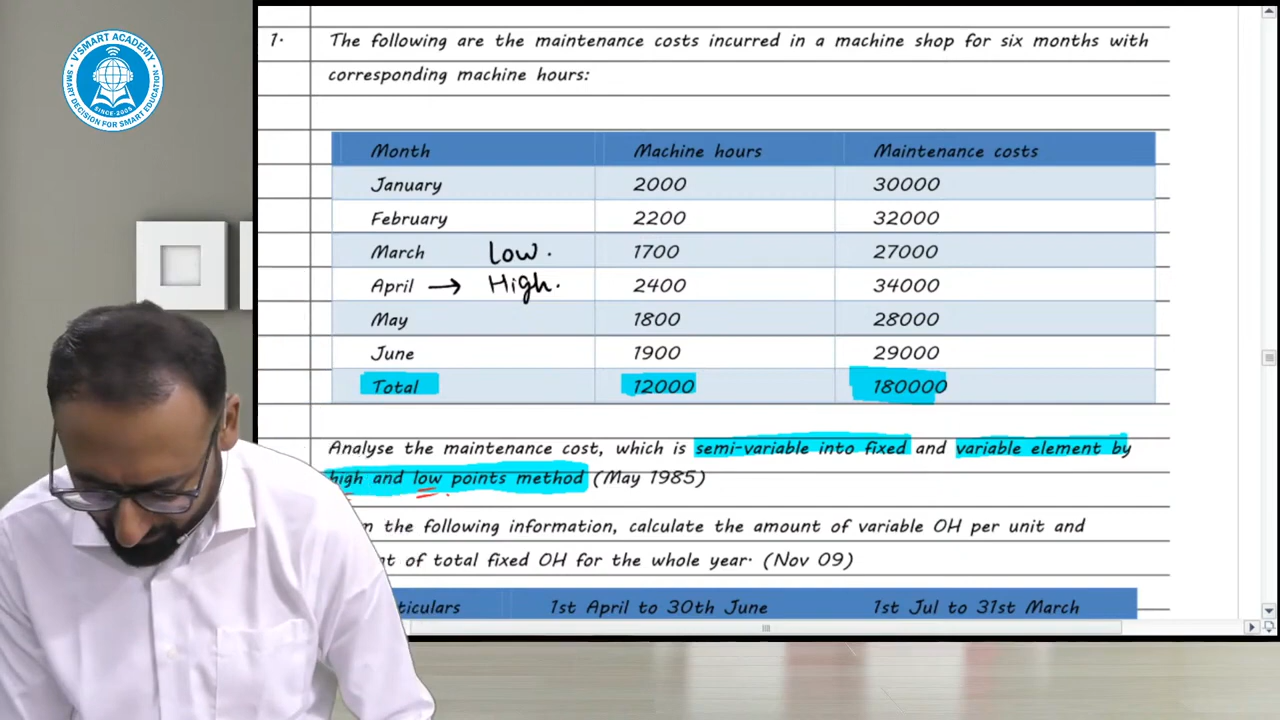 V'SMART ACADEMY
SMART DECISION FOR SMART EDUCATION
SINCE-2005
1. The following are the maintenance costs incurred in a machine shop for six months with
corresponding machine hours:
Month Machine hours Maintenance costs
January 2000 30000
February 2200 32000
March Low. 1700 27000
April → High. 2400 34000
May 1800 28000
June 1900 29000
Total 12000 180000
Analyse the maintenance cost, which is semi-variable into fixed and variable element by
high and low points method (May 1985)
the following information, calculate the amount of variable OH per unit and
of total fixed OH for the whole year. (Nov 09)
1st April to 30th June 1st Jul to 31st March